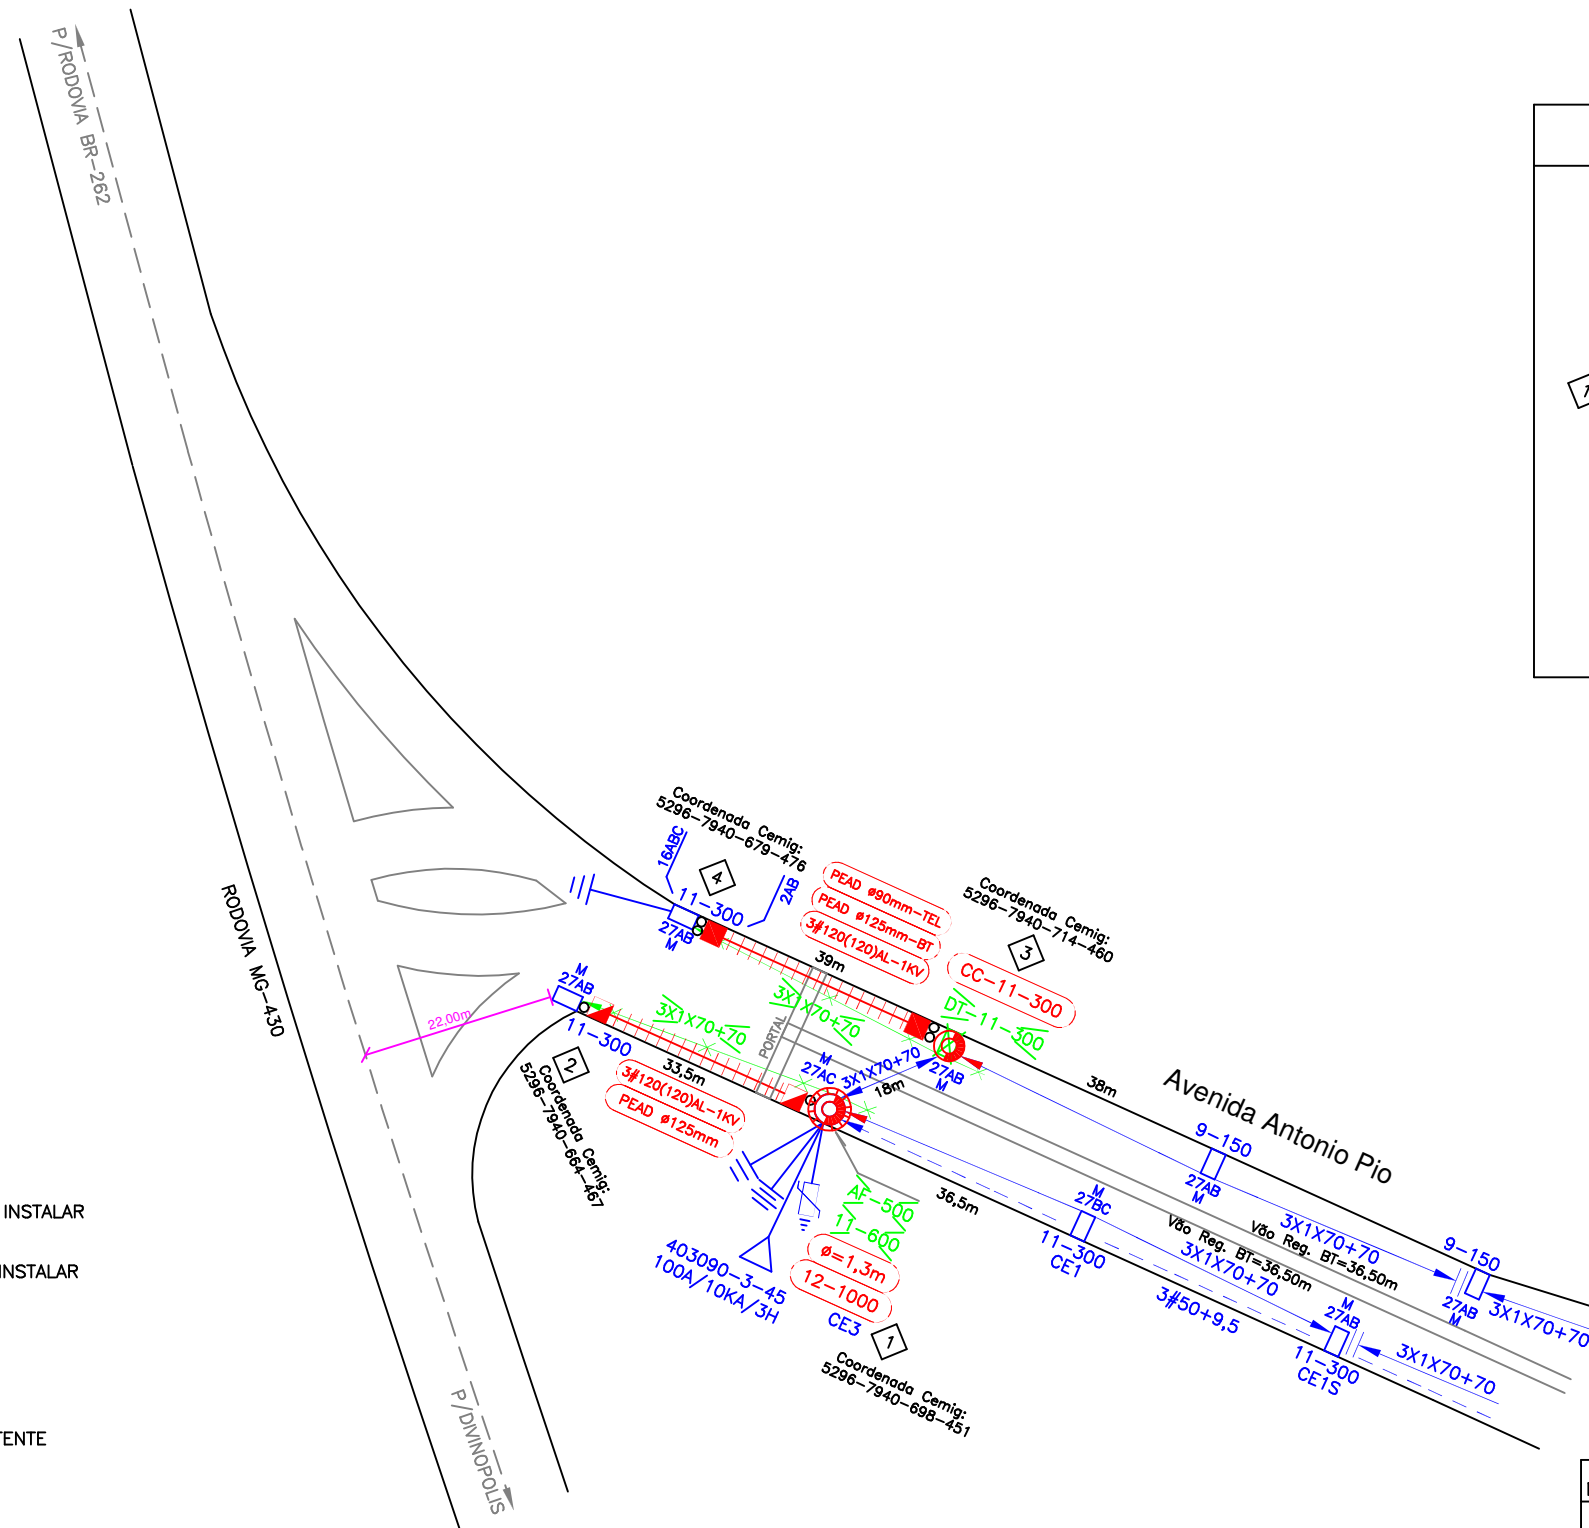 P/RODOVIA BR-262
RODOVIA MG-430
P/DIVINOPOLIS
22,00m
Coordenada Cemig:
5296-7940-679-476
16ABC
4
2AB
11-300
27AB
M
PEAD ø90mm-TEL
PEAD ø125mm-BT
3#120(120)AL-1KV
39m
Coordenada Cemig:
5296-7940-714-460
3
CC-11-300
DT-11-300
3X1X70+70
3X1X70+70
PORTAL
M
27AB
11-300
2
Coordenada Cemig:
5296-7940-664-467
33,5m
3#120(120)AL-1KV
PEAD ø125mm
M
27AC
3X1X70+70
18m
27AB
M
38m
Avenida Antonio Pio
9-150
27AB
M
3X1X70+70
Vão Reg. BT=36,50m
9-150
27AB
M
3X1X70+70
36,5m
M
27BC
11-300
CE1
Vão Reg. BT=36,50m
3X1X70+70
3#50+9,5
M
27AB
11-300
CE1S
3X1X70+70
AF-500
11-600
ø=1,3m
12-1000
CE3
403090-3-45
100A/10KA/3H
1
Coordenada Cemig:
5296-7940-698-451
INSTALAR
INSTALAR
TENTE
1